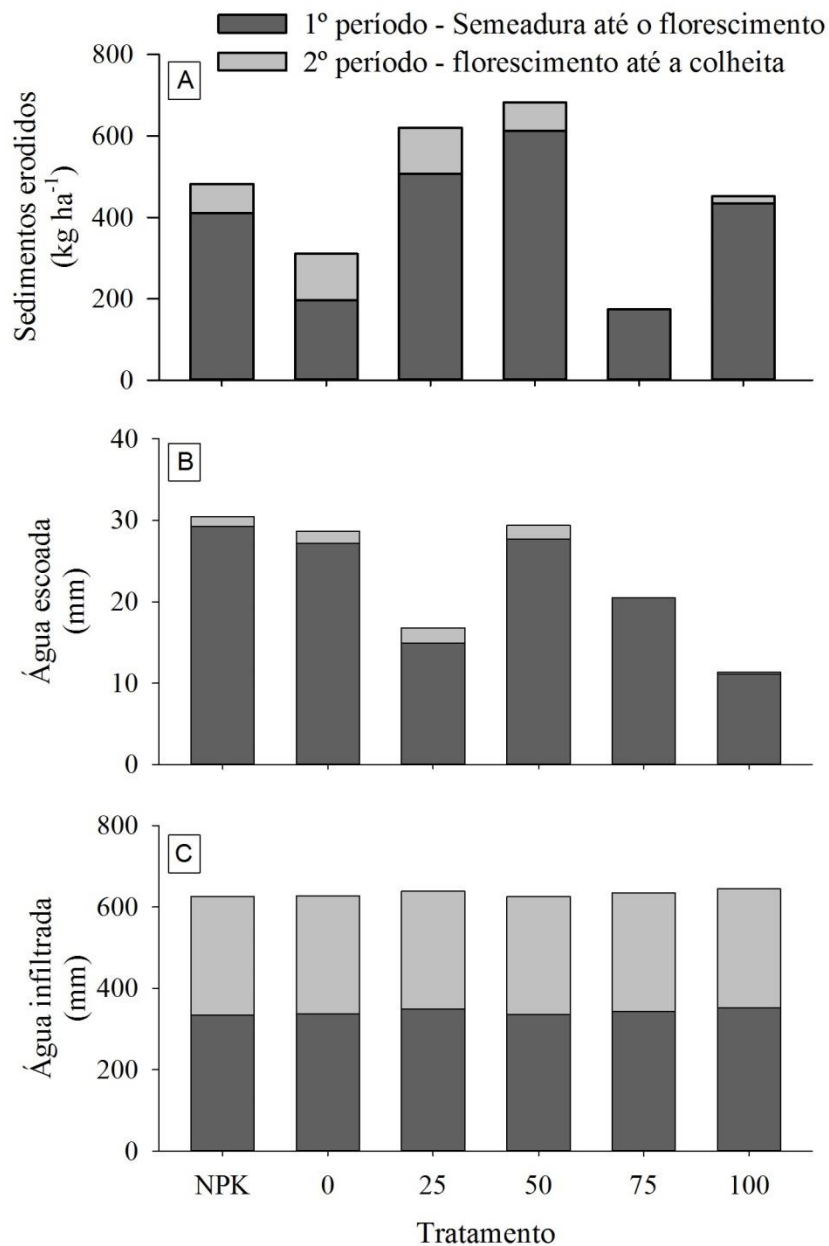 1º período - Semeadura até o florescimento
2º período - florescimento até a colheita
A
Sedimentos erodidos
(kg ha⁻¹)
800
600
400
200
0
B
Água escoada
(mm)
40
30
20
10
0
C
Água infiltrada
(mm)
800
600
400
200
0
NPK 0 25 50 75 100
Tratamento